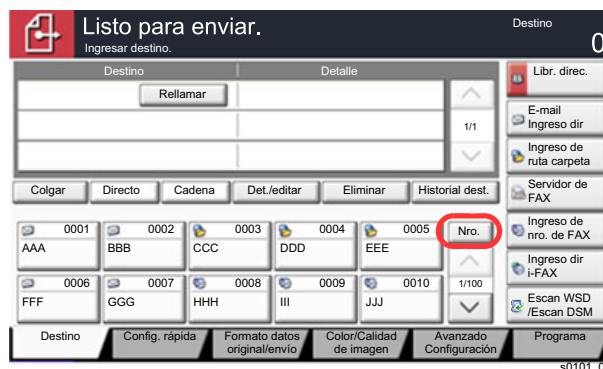 Listo para enviar.
Ingresar destino.
Destino
0
Destino
Detalle
Rellamar
1/1
Libr. direc.
E-mail
Ingreso dir
Ingreso de
ruta carpeta
Servidor de
FAX
Ingreso de
nro. de FAX
Ingreso dir
i-FAX
Escan WSD
/Escan DSM
Colgar
Directo
Cadena
Det./editar
Eliminar
Historial dest.
0001
AAA
0002
BBB
0003
CCC
0004
DDD
0005
EEE
Nro.
0006
FFF
0007
GGG
0008
HHH
0009
III
0010
JJJ
1/100
Destino
Config. rápida
Formato datos
original/envío
Color/Calidad
de imagen
Avanzado
Configuración
Programa
s0101_0